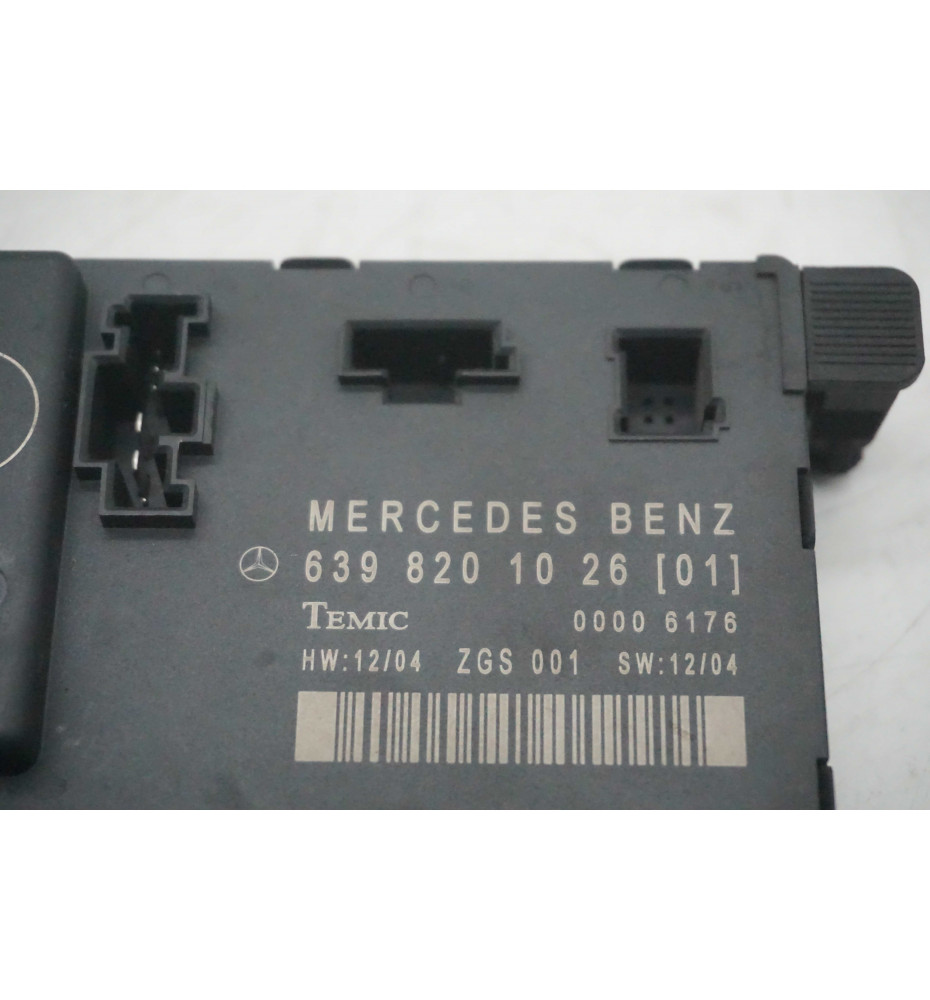 MERCEDES BENZ
639 820 10 26 [01]
TEMIC 0000 6176
HW:12/04 ZGS 001 SW:12/04